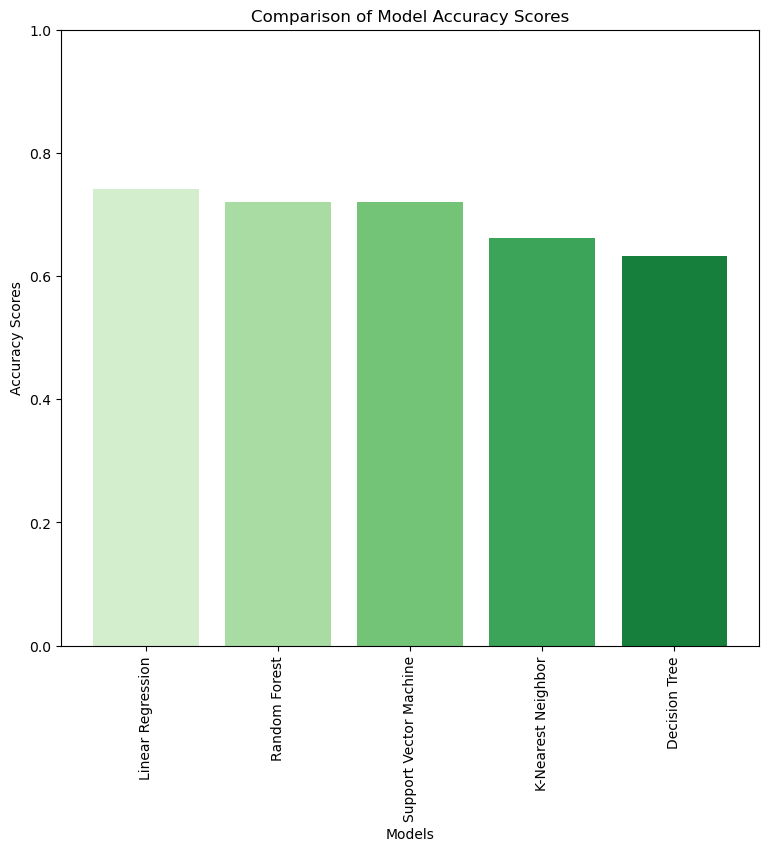 Comparison of Model Accuracy Scores
1.0
0.8
0.6
0.4
0.2
0.0
Accuracy Scores
Linear Regression
Random Forest
Support Vector Machine
K-Nearest Neighbor
Decision Tree
Models